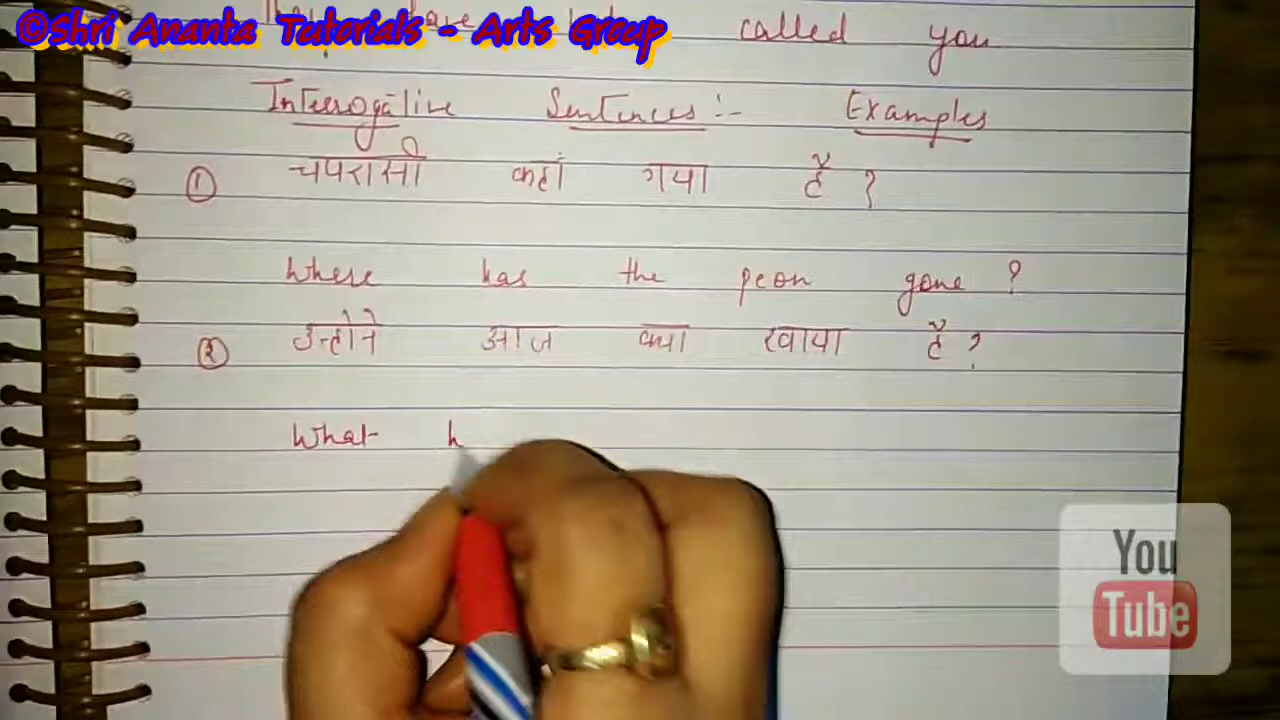 ©Shri Ananta Tutorials - Arts Group
called you
Interrogative Sentences :- Examples
① चपरासी कहां गया है ?
Where has the peon gone ?
② उन्होने आज क्या खाया है ?
What h
You
Tube